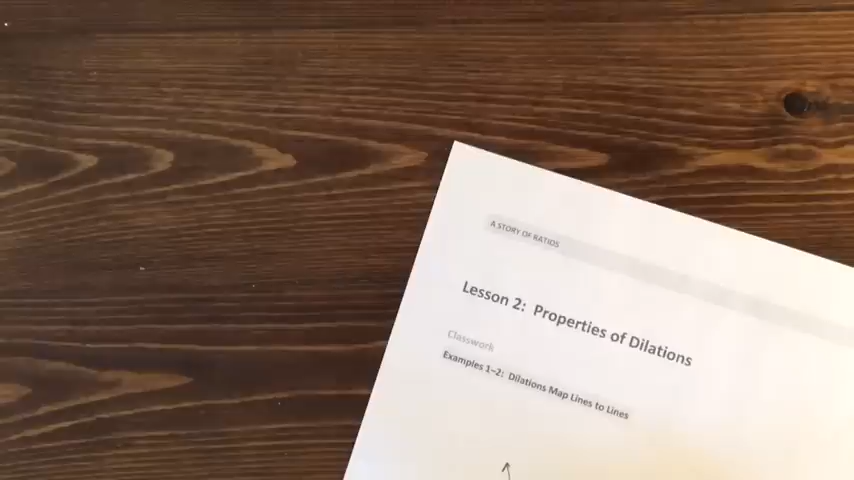 A STORY OF RATIOS
Lesson 2: Properties of Dilations
Classwork
Examples 1–2: Dilations Map Lines to Lines